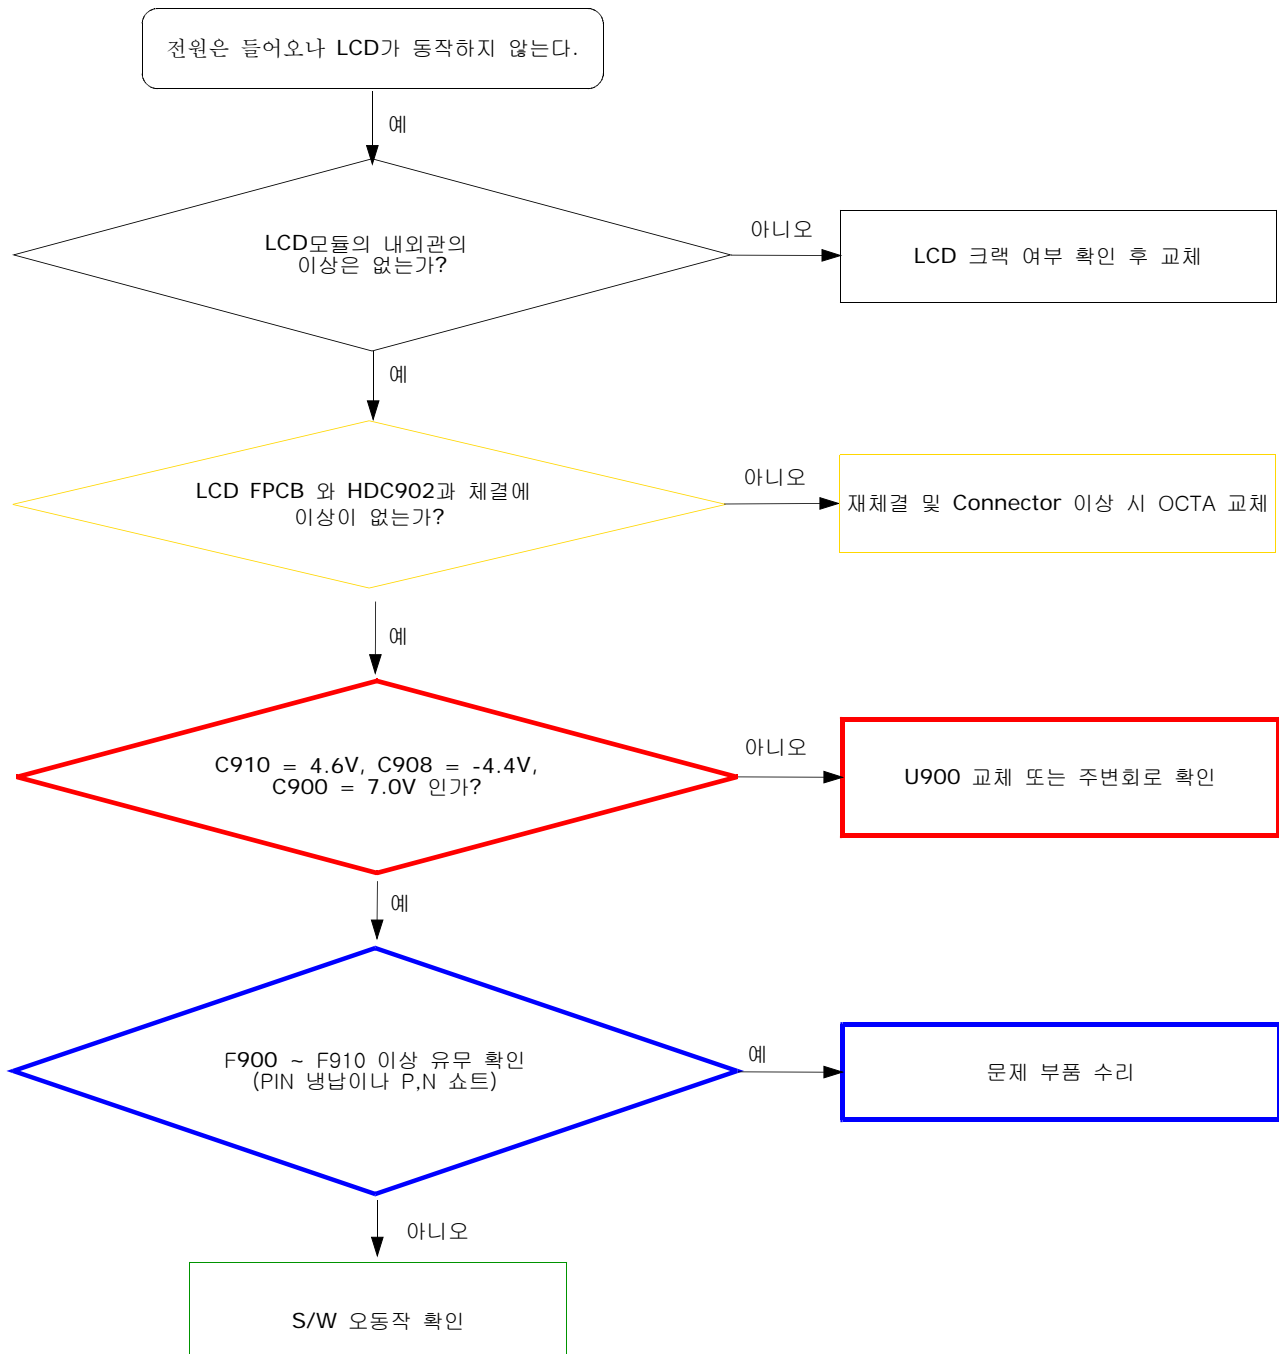 전원은 들어오나 LCD가 동작하지 않는다.
예
LCD모듈의 내외관의
이상은 없는가?
아니오
LCD 크랙 여부 확인 후 교체
예
LCD FPCB 와 HDC902과 체결에
이상이 없는가?
아니오
재체결 및 Connector 이상 시 OCTA 교체
예
C910 = 4.6V, C908 = -4.4V,
C900 = 7.0V 인가?
아니오
U900 교체 또는 주변회로 확인
예
F900 ~ F910 이상 유무 확인
(PIN 냉납이나 P,N 쇼트)
예
문제 부품 수리
아니오
S/W 오동작 확인